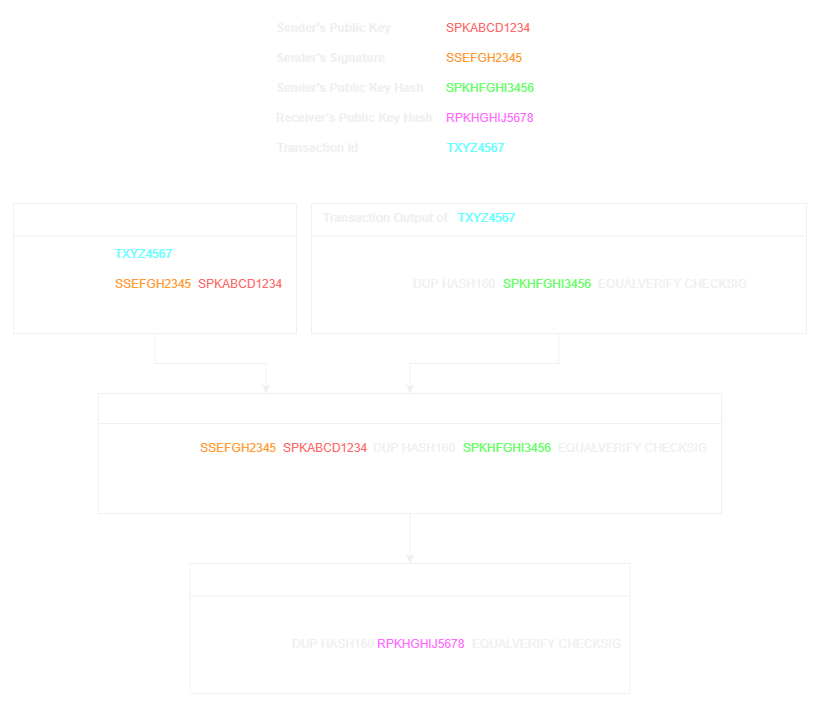 Sender's Public Key SPKABCD1234
Sender's Signature SSEFGH2345
Sender's Public Key Hash SPKHFGHI3456
Receiver's Public Key Hash RPKHGHIJ5678
Transaction Id TXYZ4567
Transaction Output of TXYZ4567
TXYZ4567
SSEFGH2345 SPKABCD1234
DUP HASH160 SPKHFGHI3456 EQUALVERIFY CHECKSIG
SSEFGH2345 SPKABCD1234 DUP HASH160 SPKHFGHI3456 EQUALVERIFY CHECKSIG
DUP HASH160 RPKHGHIJ5678 EQUALVERIFY CHECKSIG